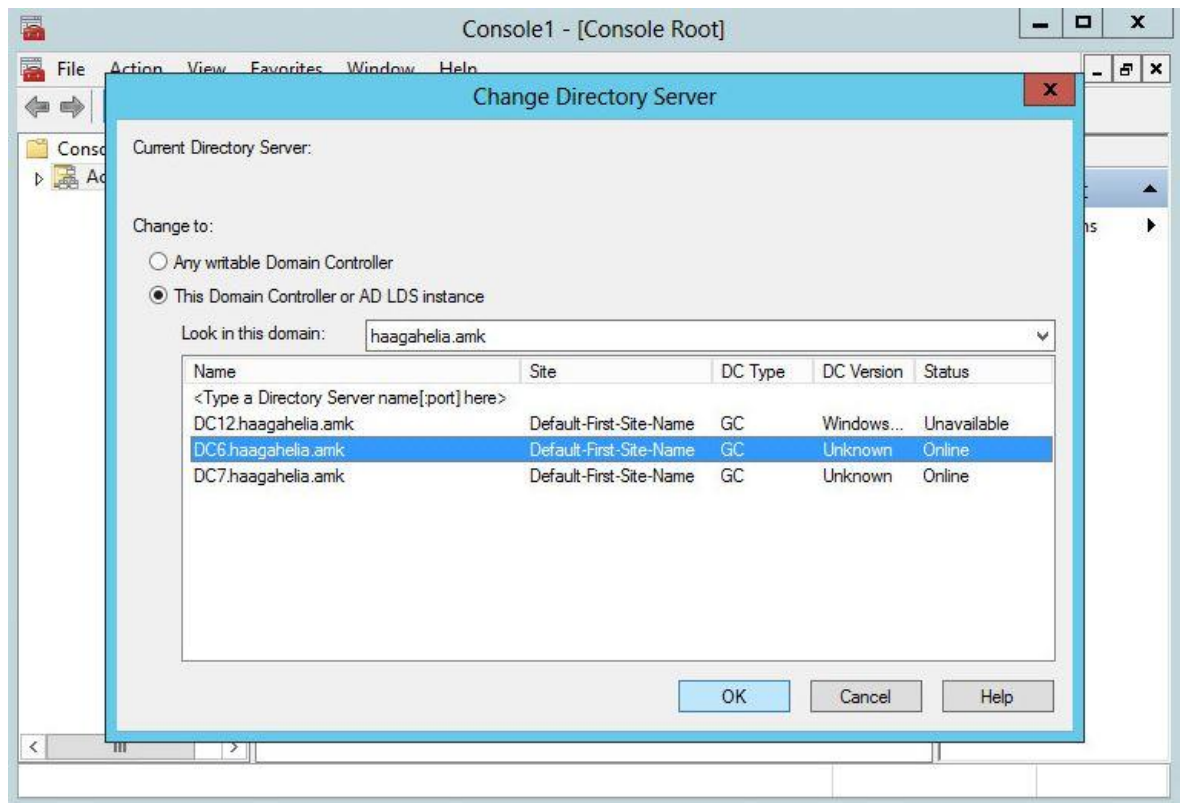 Console1 - [Console Root]
File Action View Favorites Window Help
Change Directory Server
Current Directory Server:
Change to:
Any writable Domain Controller
This Domain Controller or AD LDS instance
Look in this domain: haagahelia.amk
Name Site DC Type DC Version Status
<Type a Directory Server name[:port] here>
DC12.haagahelia.amk Default-First-Site-Name GC Windows... Unavailable
DC6.haagahelia.amk Default-First-Site-Name GC Unknown Online
DC7.haagahelia.amk Default-First-Site-Name GC Unknown Online
OK Cancel Help